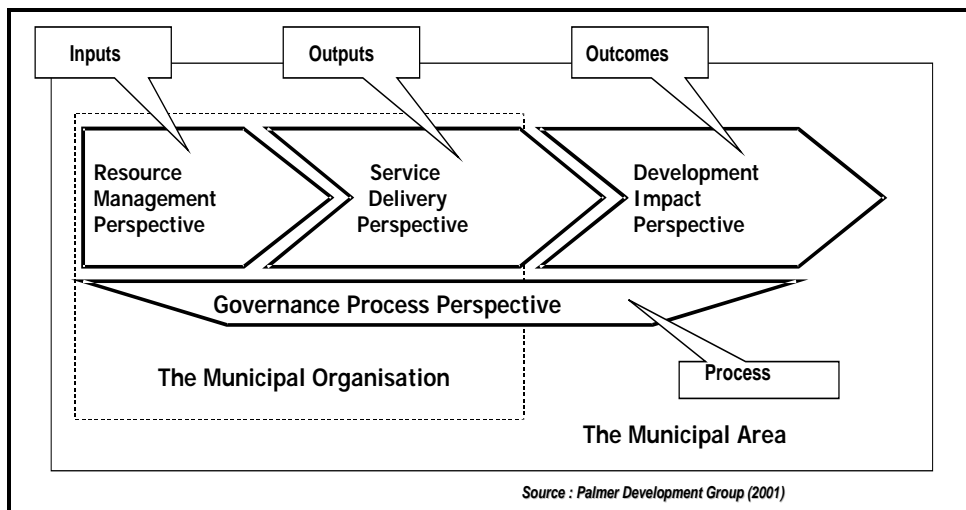 Inputs
Outputs
Outcomes
Resource
Management
Perspective
Service
Delivery
Perspective
Development
Impact
Perspective
Governance Process Perspective
The Municipal Organisation
Process
The Municipal Area
Source : Palmer Development Group (2001)